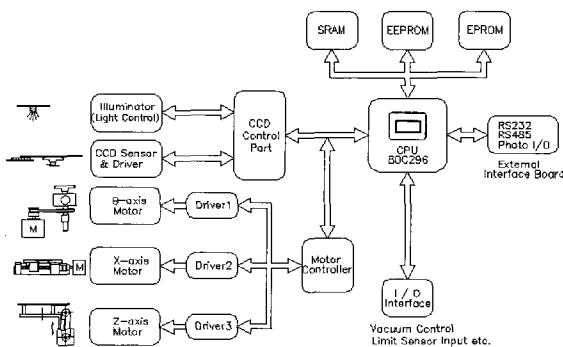 SRAM
EEPROM
EPROM
Illuminator
(Light Control)
CCD
Control
Part
CCD Sensor
& Driver
CPU
80C296
RS232
RS485
Photo I/O
External
Interface Board
θ-axis
Motor
Driver1
M
X-axis
Motor
Driver2
M
Motor
Controller
Z-axis
Motor
Driver3
I/O
Interface
Vacuum Control
Limit Sensor Input etc.